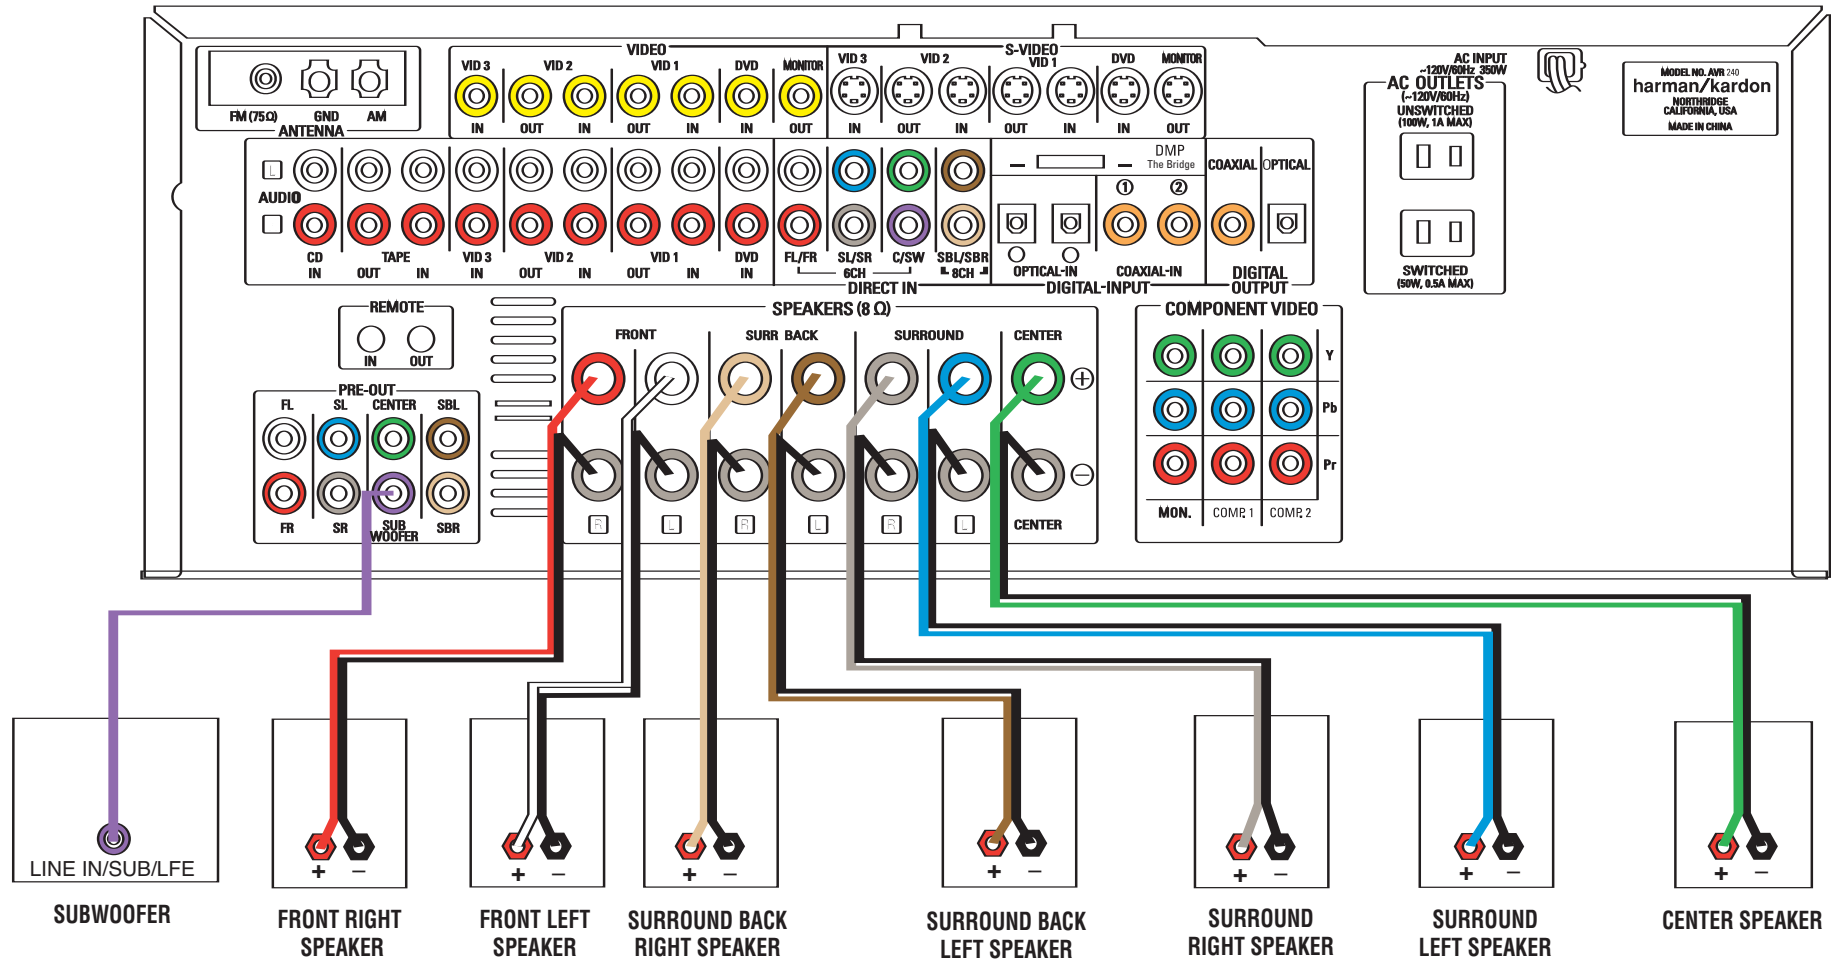 VIDEO
S-VIDEO
VID 3 VID 2 VID 1 DVD MONITOR VID 3 VID 2 VID 1 DVD MONITOR
IN OUT IN OUT IN IN OUT IN OUT IN OUT IN IN OUT
FM (75Ω) GND AM
ANTENNA
AC INPUT
~120V/60Hz 350W
AC OUTLETS
(~120V/60Hz)
UNSWITCHED
(100W, 1A MAX)
SWITCHED
(50W, 0.5A MAX)
MODEL NO. AVR 240
harman/kardon
NORTHRIDGE
CALIFORNIA, USA
MADE IN CHINA
L
AUDIO
CD TAPE VID 3 VID 2 VID 1 DVD
IN OUT IN IN OUT IN OUT IN IN
FL/FR SL/SR C/SW SBL/SBR
6CH 8CH
DIRECT IN
DMP
The Bridge
1 2
OPTICAL-IN COAXIAL-IN
DIGITAL-INPUT
COAXIAL OPTICAL
DIGITAL
OUTPUT
REMOTE
IN OUT
PRE-OUT
FL SL CENTER SBL
FR SR SUB WOOFER SBR
SPEAKERS (8 Ω)
FRONT SURR BACK SURROUND CENTER
+
−
R L R L R L CENTER
COMPONENT VIDEO
Y
Pb
Pr
MON. COMP. 1 COMP. 2
LINE IN/SUB/LFE
+ − + − + − + − + − + − + −
SUBWOOFER
FRONT RIGHT
SPEAKER
FRONT LEFT
SPEAKER
SURROUND BACK
RIGHT SPEAKER
SURROUND BACK
LEFT SPEAKER
SURROUND
RIGHT SPEAKER
SURROUND
LEFT SPEAKER
CENTER SPEAKER